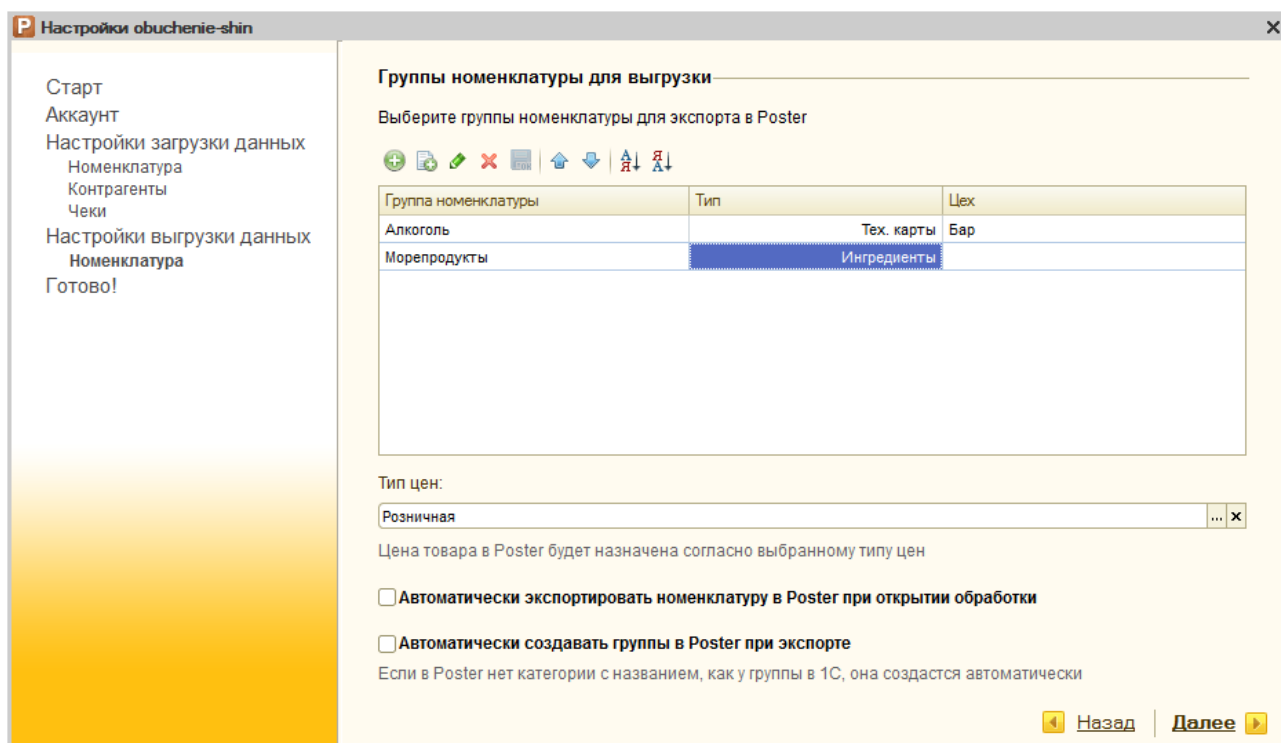 P Настройки obuchenie-shin
Старт
Аккаунт
Настройки загрузки данных
Номенклатура
Контрагенты
Чеки
Настройки выгрузки данных
Номенклатура
Готово!
Группы номенклатуры для выгрузки
Выберите группы номенклатуры для экспорта в Poster
Группа номенклатуры Тип Цех
Алкоголь Тех. карты Бар
Морепродукты Ингредиенты
Тип цен:
Розничная ... x
Цена товара в Poster будет назначена согласно выбранному типу цен
Автоматически экспортировать номенклатуру в Poster при открытии обработки
Автоматически создавать группы в Poster при экспорте
Если в Poster нет категории с названием, как у группы в 1С, она создастся автоматически
Назад Далее